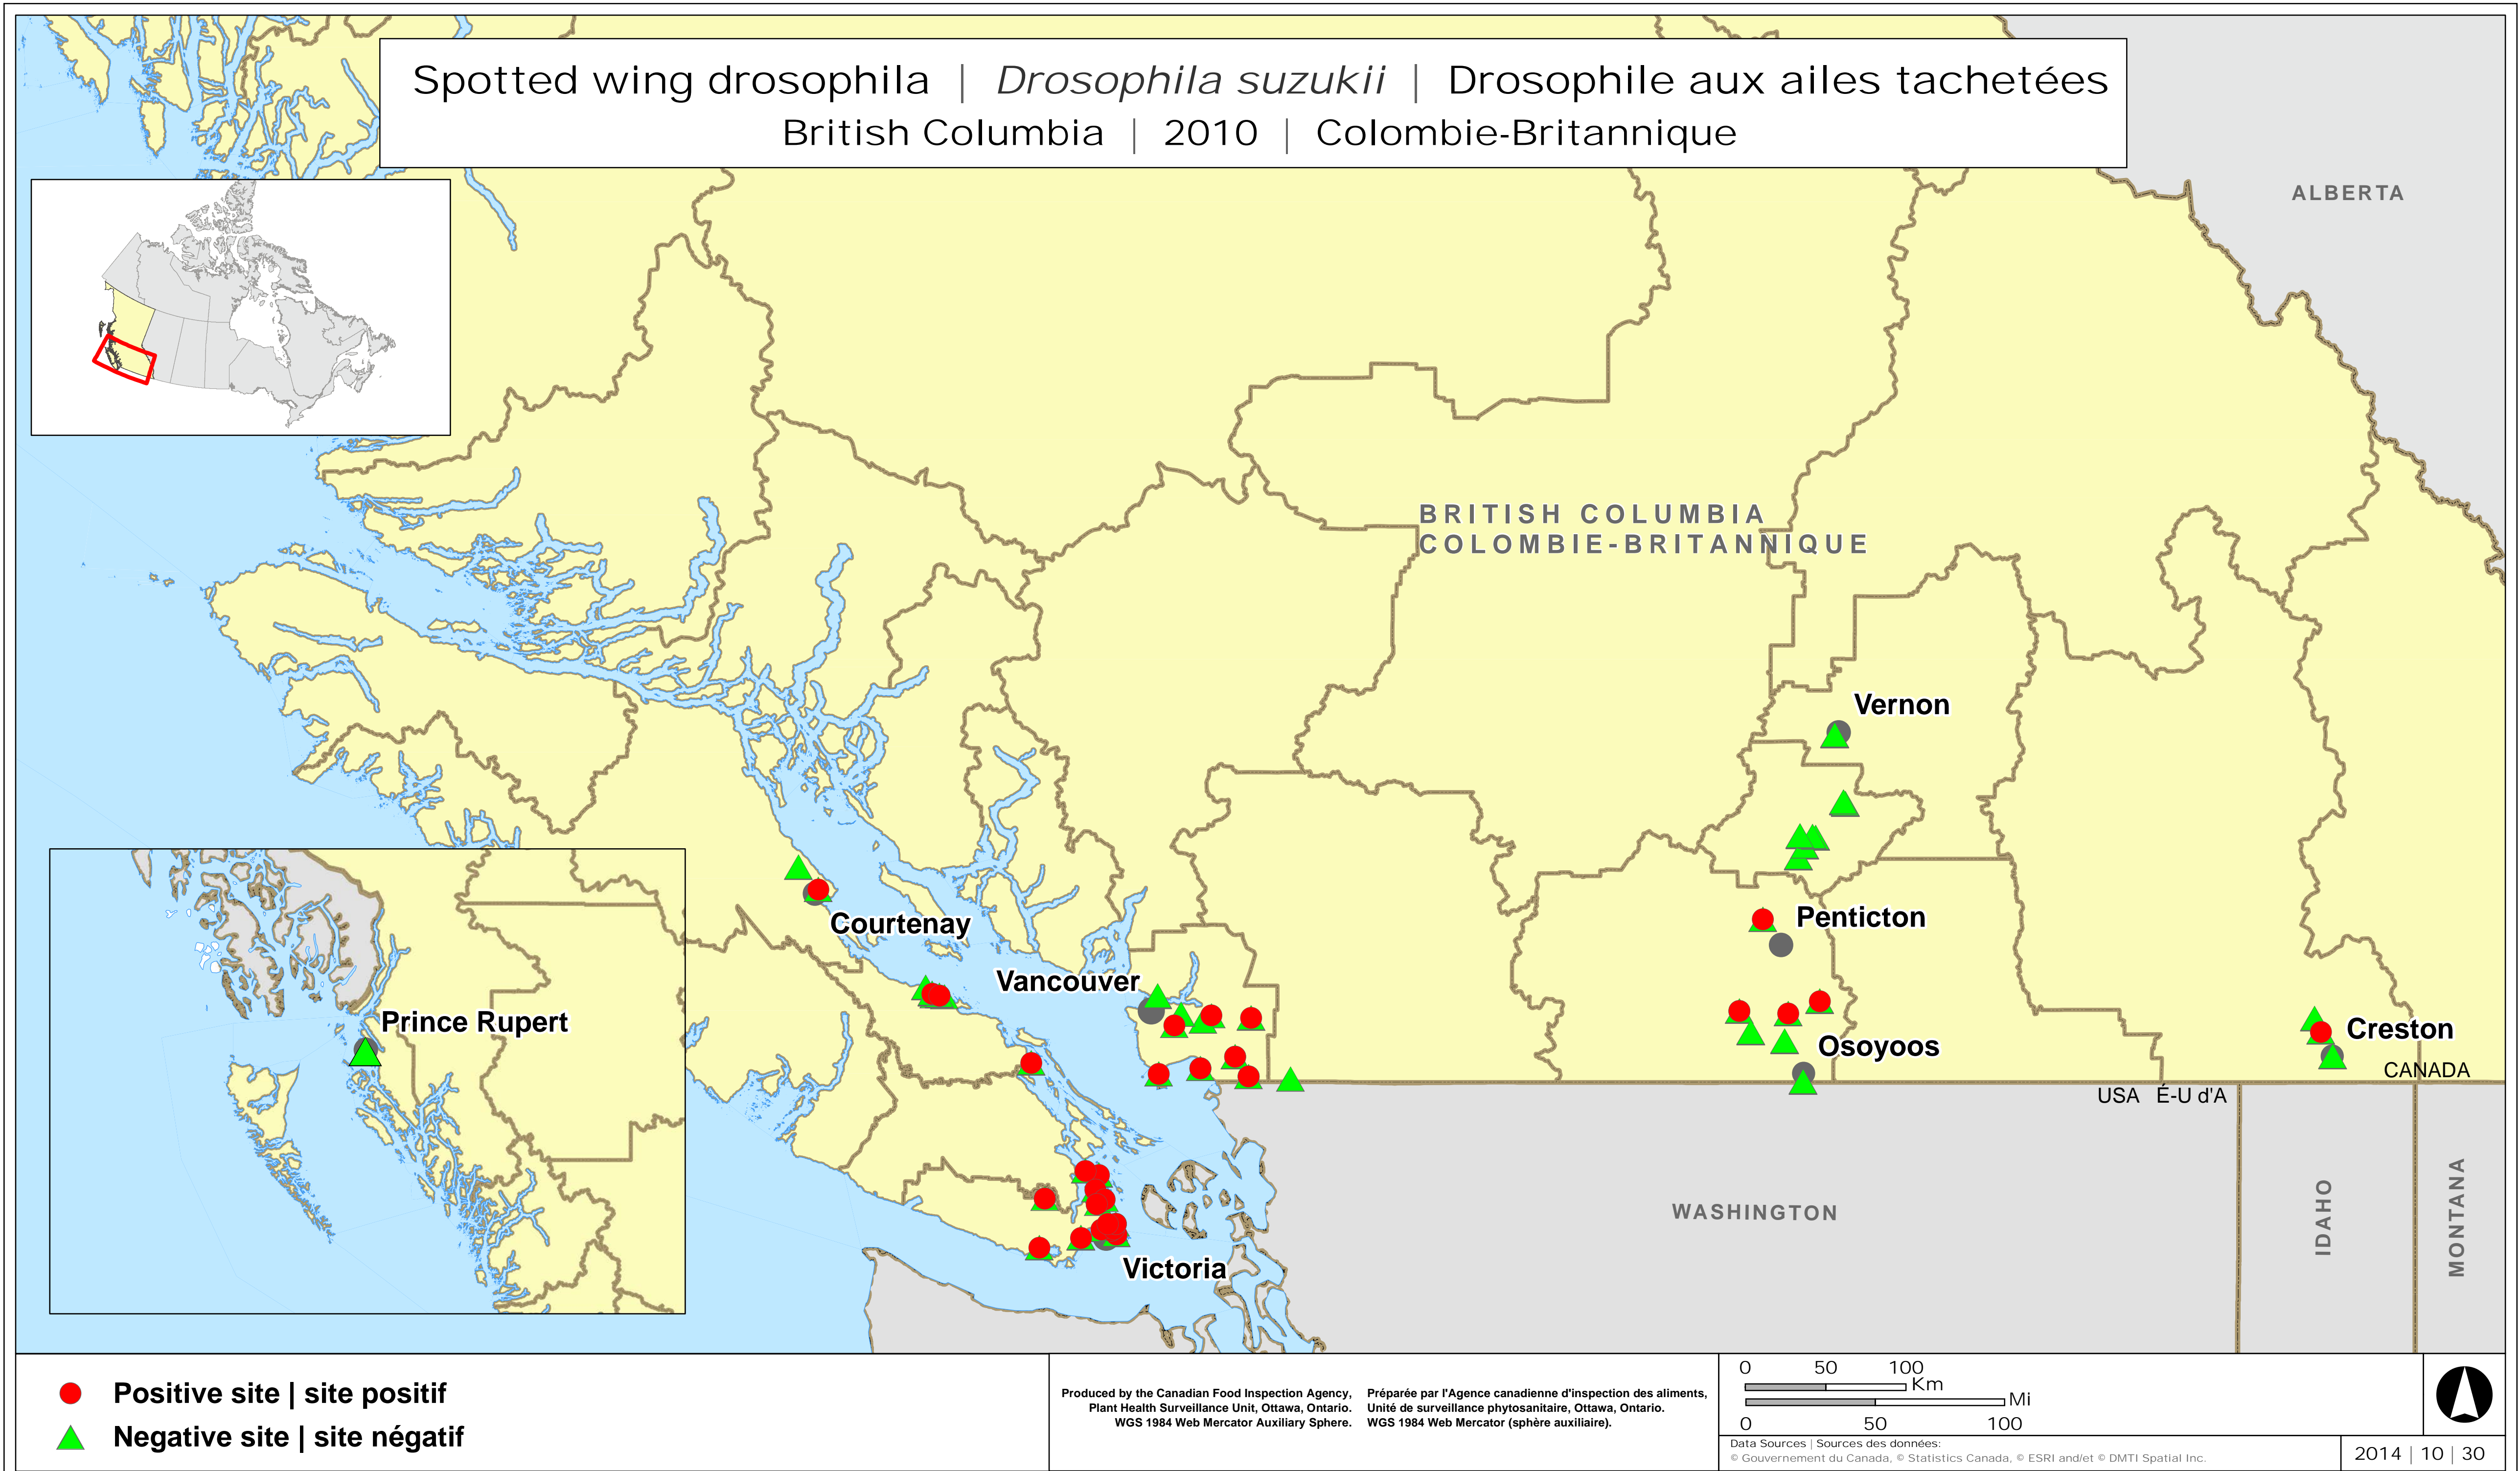 Spotted wing drosophila | Drosophila suzukii | Drosophile aux ailes tachetées
British Columbia | 2010 | Colombie-Britannique
ALBERTA
BRITISH COLUMBIA
COLOMBIE-BRITANNIQUE
Vernon
Penticton
Courtenay
Vancouver
Prince Rupert
Creston
Osoyoos
CANADA
USA É-U d'A
WASHINGTON
IDAHO
MONTANA
Victoria
Positive site | site positif
Negative site | site négatif
Produced by the Canadian Food Inspection Agency,
Plant Health Surveillance Unit, Ottawa, Ontario.
WGS 1984 Web Mercator Auxiliary Sphere.
Préparée par l'Agence canadienne d'inspection des aliments,
Unité de surveillance phytosanitaire, Ottawa, Ontario.
WGS 1984 Web Mercator (sphère auxiliaire).
0 50 100
Km
Mi
0 50 100
Data Sources | Sources des données:
© Gouvernement du Canada, © Statistics Canada, © ESRI and/et © DMTI Spatial Inc.
2014 | 10 | 30